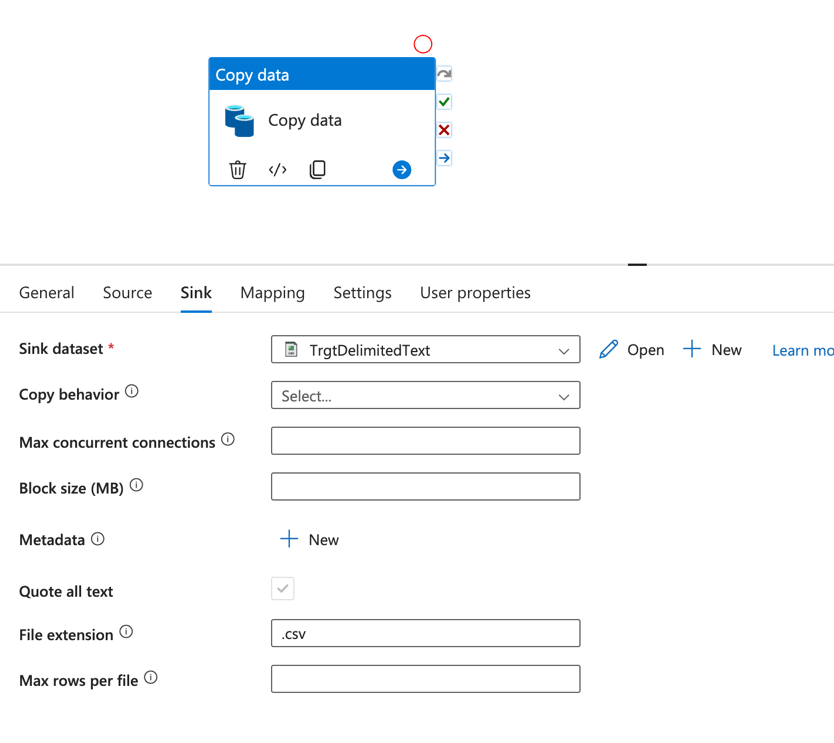 Copy data
Copy data
General Source Sink Mapping Settings User properties
Sink dataset * TrgtDelimitedText Open New Learn mo
Copy behavior Select...
Max concurrent connections
Block size (MB)
Metadata New
Quote all text
File extension .csv
Max rows per file